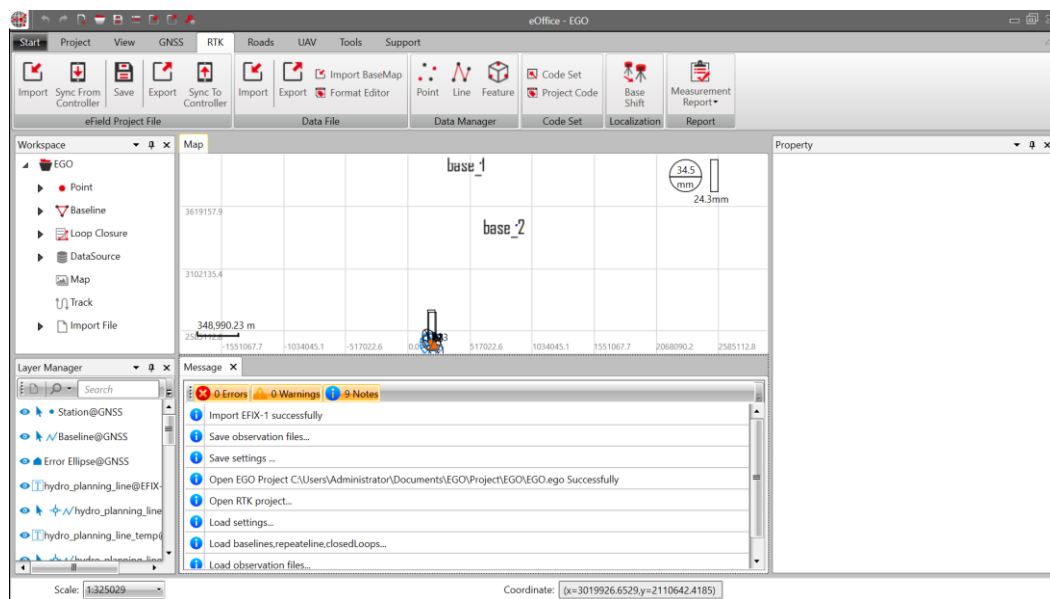 eOffice - EGO
Start Project View GNSS RTK Roads UAV Tools Support
Import Sync From Controller Save Export Sync To Controller Import Export Import BaseMap Format Editor Point Line Feature Code Set Project Code Base Shift Measurement Report
eField Project File Data File Data Manager Code Set Localization Report
Workspace
EGO
Point
Baseline
Loop Closure
DataSource
Map
Track
Import File
Map
base_1
base_2
34.5
mm
24.3mm
3619157.9
3102135.4
348,990.23 m
-1551067.7 -1034045.1 -517022.6 517022.6 1034045.1 1551067.7 2068090.2 2585112.8
Property
Layer Manager
Search
Station@GNSS
Baseline@GNSS
Error Ellipse@GNSS
hydro_planning_line@EFIX-
hydro_planning_line
hydro_planning_line_temp
Message
0 Errors 0 Warnings 9 Notes
Import EFIX-1 successfully
Save observation files...
Save settings ...
Open EGO Project C:\Users\Administrator\Documents\EGO\Project\EGO\EGO.ego Successfully
Open RTK project...
Load settings...
Load baselines,repeateline,closedLoops...
Load observation files...
Scale: 1:325029
Coordinate: (x=3019926.6529,y=2110642.4185)